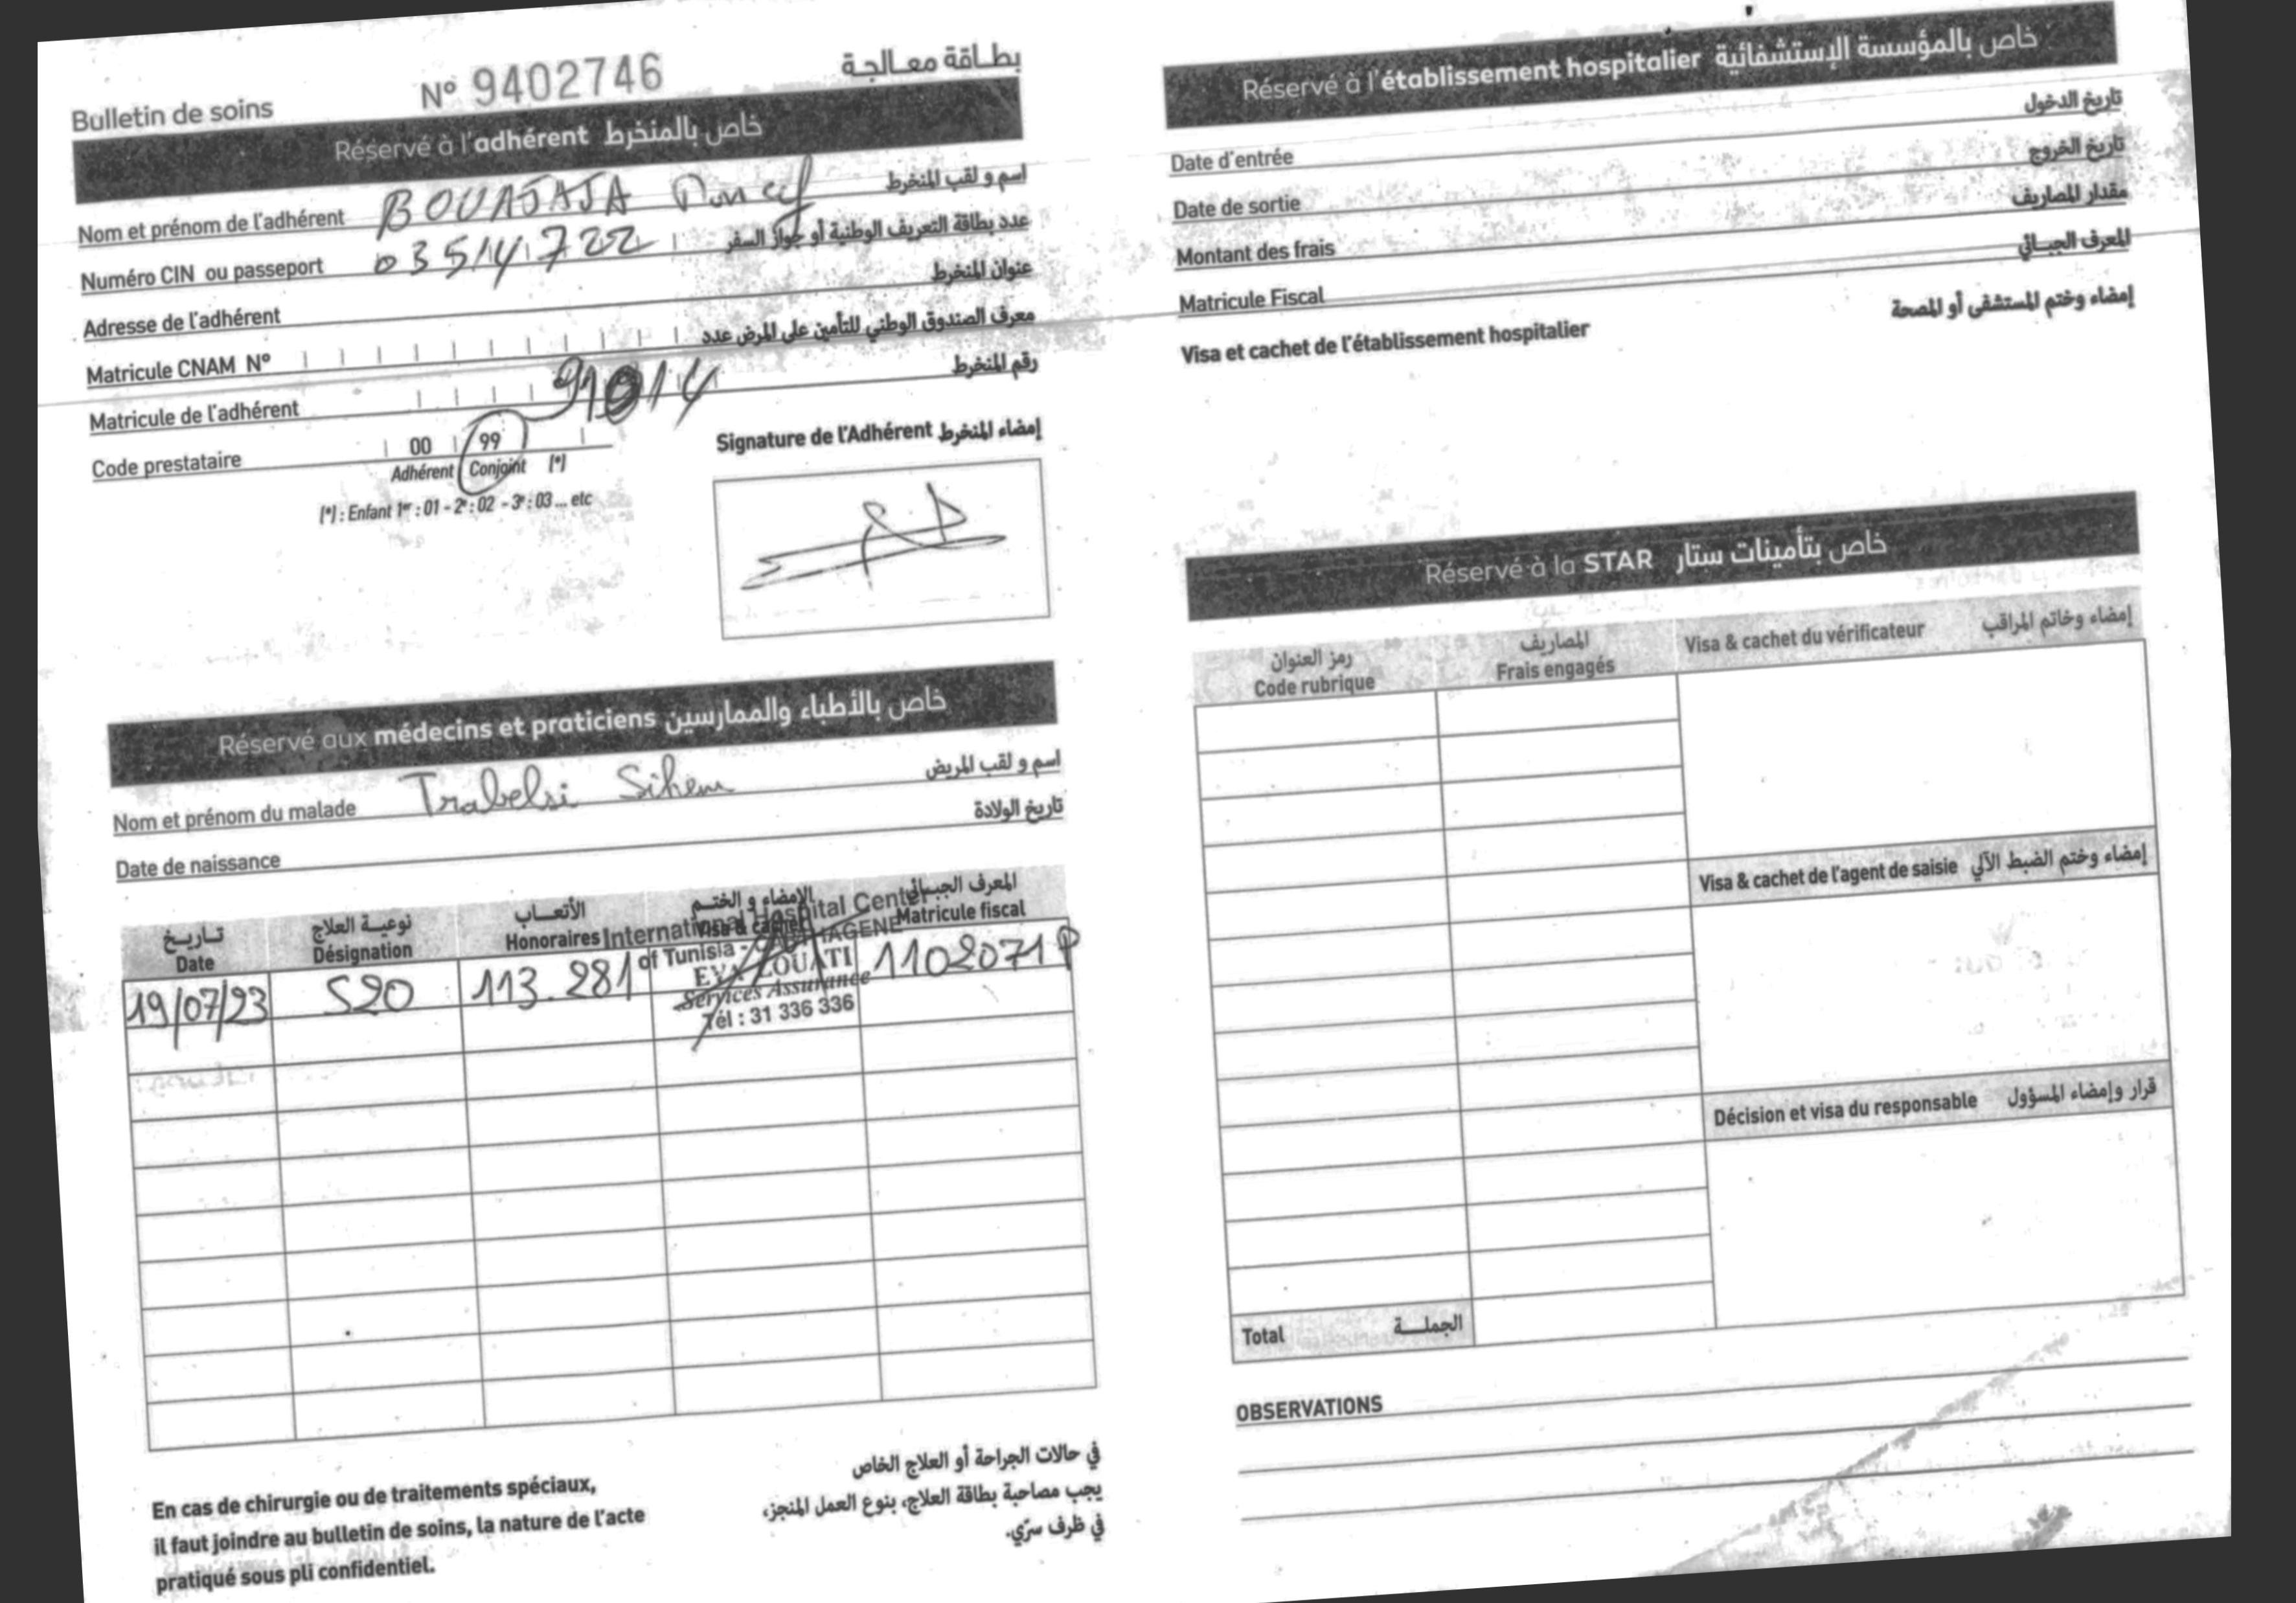 Bulletin de soins N° 9402746 بطاقة معالجة
Réservé à l'adhérent خاص بالمنخرط
Nom et prénom de l'adhérent BOUAJAJA Moncef اسم و لقب المنخرط
Numéro CIN ou passeport 03514722 عدد بطاقة التعريف الوطنية أو جواز السفر
Adresse de l'adhérent عنوان المنخرط
Matricule CNAM N° معرف الصندوق الوطني للتأمين على المرض عدد
Matricule de l'adhérent 91014 رقم المنخرط
Code prestataire 00 99
Adhérent Conjoint (*)
(*) : Enfant 1er : 01 - 2e : 02 - 3e : 03 ... etc
Signature de l'Adhérent إمضاء المنخرط
Réservé aux médecins et praticiens خاص بالأطباء والممارسين
Nom et prénom du malade Trabelsi Sihem اسم و لقب المريض
Date de naissance تاريخ الولادة
تاريخ نوعية العلاج الأتعاب الإمضاء و الختم المعرف الجبائي
Date Désignation Honoraires Visa & cachet Matricule fiscal
19/07/23 S20 113.281 1102071P
International Hospital Center
of Tunisia - CARTHAGENE
EVA LOUATI
Services Assurance
Tél : 31 336 336
En cas de chirurgie ou de traitements spéciaux,
il faut joindre au bulletin de soins, la nature de l'acte
pratiqué sous pli confidentiel.
في حالات الجراحة أو العلاج الخاص
يجب مصاحبة بطاقة العلاج، بنوع العمل المنجز،
في ظرف سرّي.
Réservé à l'établissement hospitalier خاص بالمؤسسة الإستشفائية
Date d'entrée تاريخ الدخول
Date de sortie تاريخ الخروج
Montant des frais مقدار المصاريف
Matricule Fiscal المعرف الجبائي
Visa et cachet de l'établissement hospitalier إمضاء وختم المستشفى أو المصحة
Réservé à la STAR خاص بتأمينات ستار
رمز العنوان المصاريف
Code rubrique Frais engagés
Visa & cachet du vérificateur إمضاء وخاتم المراقب
Visa & cachet de l'agent de saisie إمضاء وختم الضبط الآلي
Décision et visa du responsable قرار وإمضاء المسؤول
Total الجملة
OBSERVATIONS